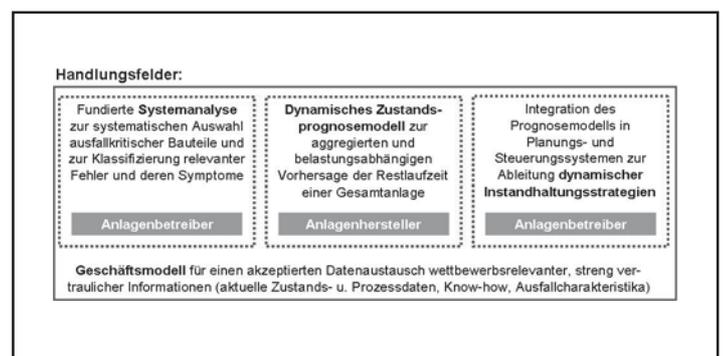 Handlungsfelder:
Fundierte Systemanalyse
zur systematischen Auswahl
ausfallkritischer Bauteile und
zur Klassifizierung relevanter
Fehler und deren Symptome
Anlagenbetreiber
Dynamisches Zustands-
prognosemodell zur
aggregierten und
belastungsabhängigen
Vorhersage der Restlaufzeit
einer Gesamtanlage
Anlagenhersteller
Integration des
Prognosemodells in
Planungs- und
Steuerungssystemen zur
Ableitung dynamischer
Instandhaltungsstrategien
Anlagenbetreiber
Geschäftsmodell für einen akzeptierten Datenaustausch wettbewerbsrelevanter, streng ver-
traulicher Informationen (aktuelle Zustands- u. Prozessdaten, Know-how, Ausfallcharakteristika)